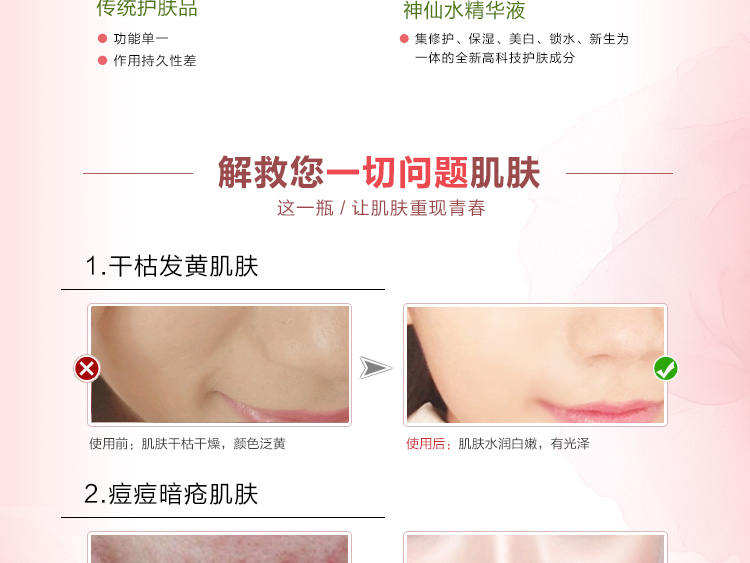 传统护肤品
神仙水精华液
功能单一
作用持久性差
集修护、保湿、美白、锁水、新生为
一体的全新高科技护肤成分
解救您一切问题肌肤
这一瓶 / 让肌肤重现青春
1.干枯发黄肌肤
使用前：肌肤干枯干燥，颜色泛黄
使用后：肌肤水润白嫩，有光泽
2.痘痘暗疮肌肤